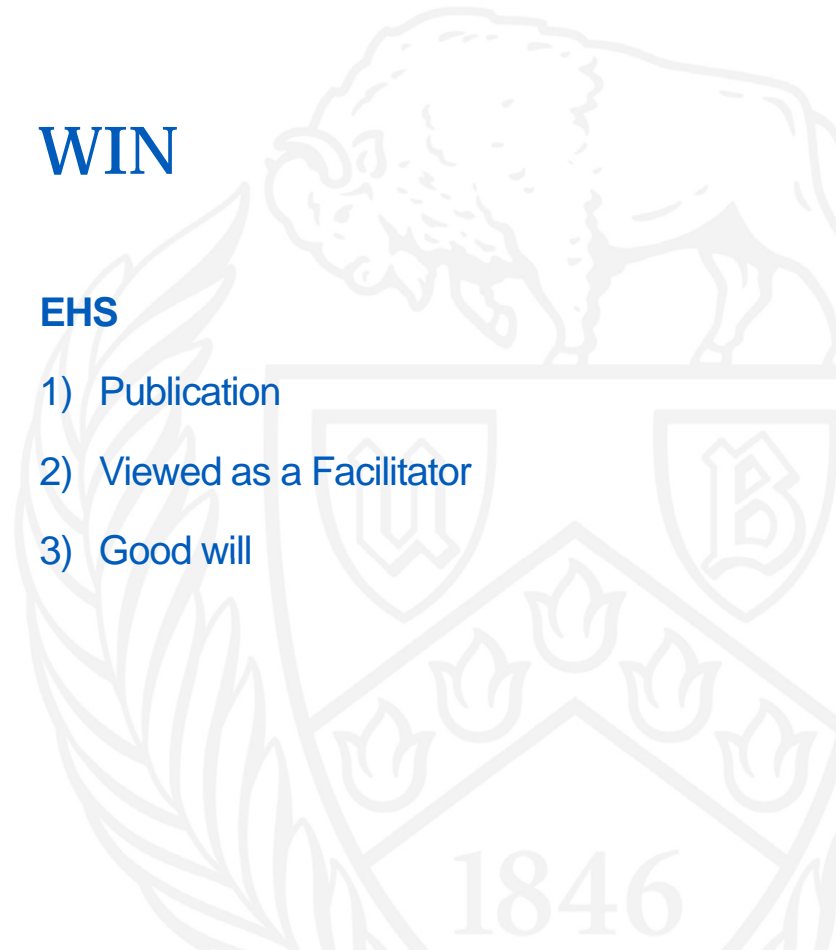 WIN
EHS
1) Publication
2) Viewed as a Facilitator
3) Good will
U B
1846